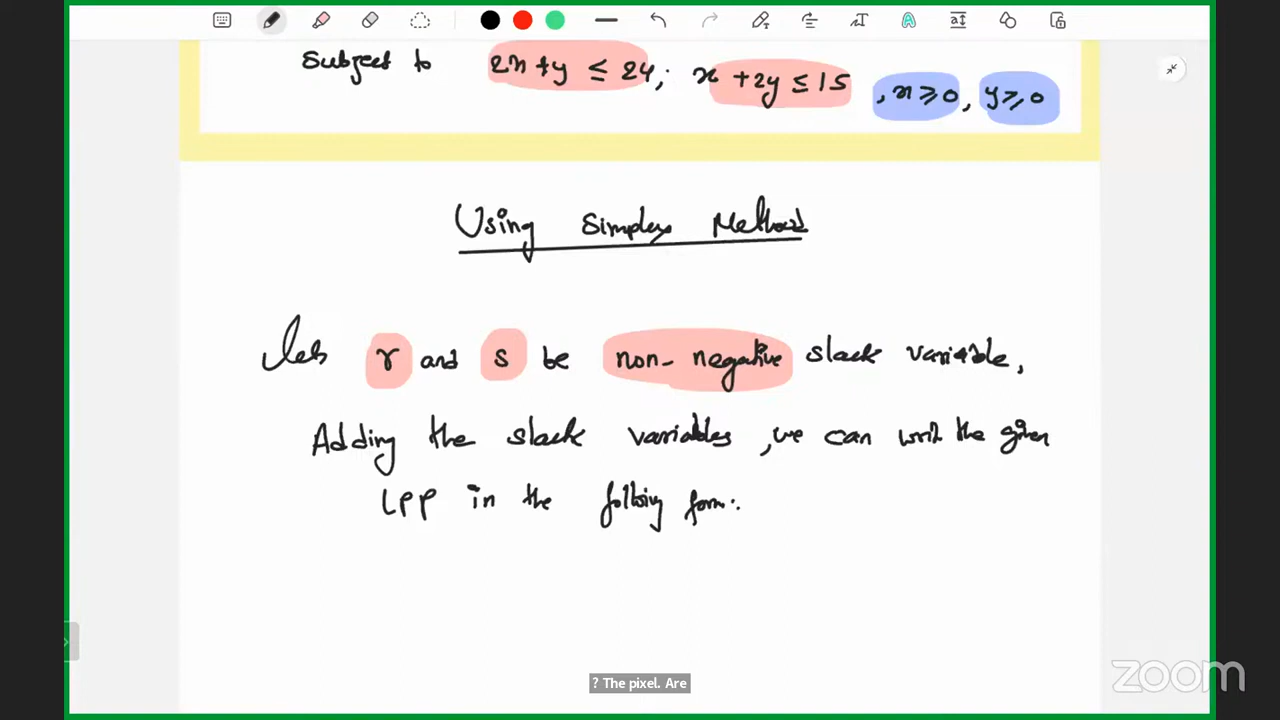 Subject to 2x + y ≤ 24; x + 2y ≤ 15, x ≥ 0, y ≥ 0
Using Simplex Method
Let r and s be non-negative slack variable,
Adding the slack variables, we can writ the given
LPP in the following form:
? The pixel. Are
zoom